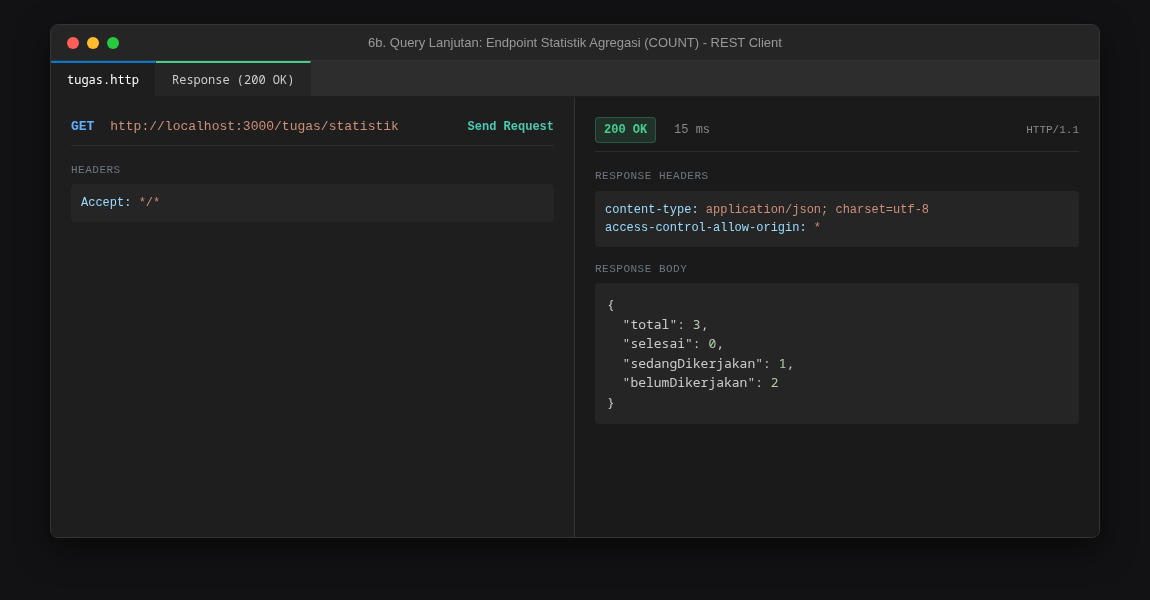 6b. Query Lanjutan: Endpoint Statistik Agregasi (COUNT) - REST Client
tugas.http
Response (200 OK)
GET http://localhost:3000/tugas/statistik
Send Request
HEADERS
Accept: */*
200 OK
15 ms
HTTP/1.1
RESPONSE HEADERS
content-type: application/json; charset=utf-8
access-control-allow-origin: *
RESPONSE BODY
{
  "total": 3,
  "selesai": 0,
  "sedangDikerjakan": 1,
  "belumDikerjakan": 2
}